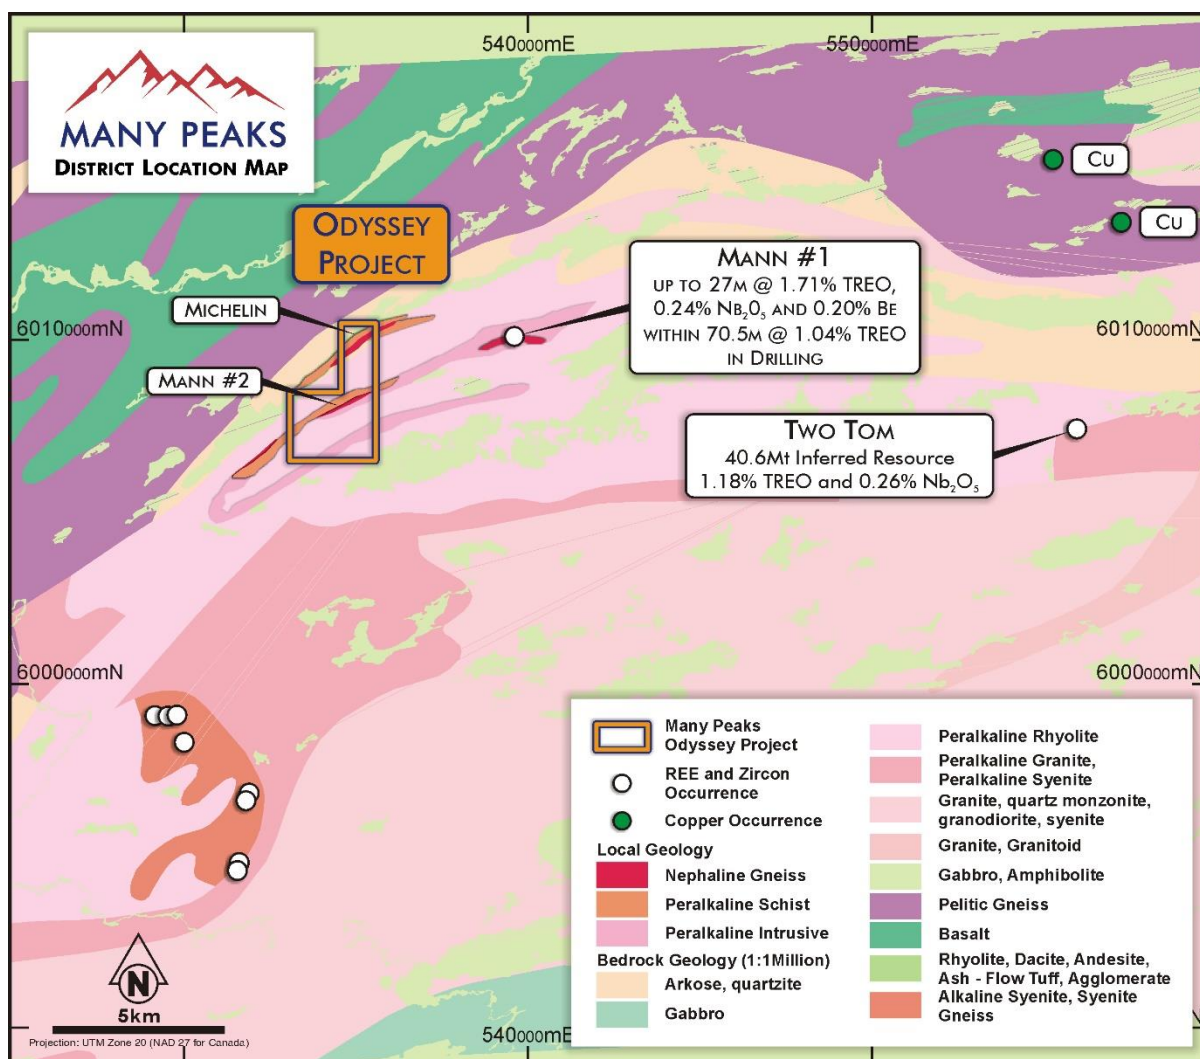 540000mE
550000mE
MANY PEAKS
DISTRICT LOCATION MAP
ODYSSEY
PROJECT
CU
CU
MANN #1
UP TO 27M @ 1.71% TREO,
0.24% NB₂O₅ AND 0.20% BE
WITHIN 70.5M @ 1.04% TREO
IN DRILLING
MICHELIN
6010000mN
6010000mN
MANN #2
TWO TOM
40.6Mt INFERRED RESOURCE
1.18% TREO AND 0.26% Nb₂O₅
6000000mN
6000000mN
Many Peaks
Odyssey Project
REE and Zircon
Occurrence
Copper Occurrence
Local Geology
Nephaline Gneiss
Peralkaline Schist
Peralkaline Intrusive
Bedrock Geology (1:1Million)
Arkose, quartzite
Gabbro
Peralkaline Rhyolite
Peralkaline Granite,
Peralkaline Syenite
Granite, quartz monzonite,
granodiorite, syenite
Granite, Granitoid
Gabbro, Amphibolite
Pelitic Gneiss
Basalt
Rhyolite, Dacite, Andesite,
Ash - Flow Tuff, Agglomerate
Alkaline Syenite, Syenite
Gneiss
N
5km
Projection: UTM Zone 20 (NAD 27 for Canada)
540000mE